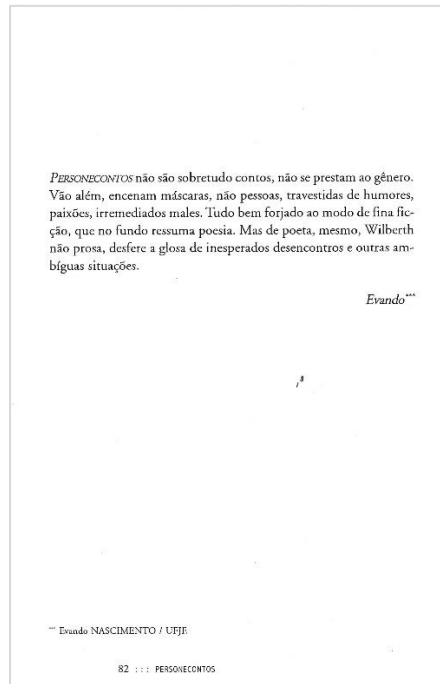 PERSONECONTOS não são sobretudo contos, não se prestam ao gênero.
Vão além, encenam máscaras, não pessoas, travestidas de humores,
paixões, irremediados males. Tudo bem forjado ao modo de fina fic-
ção, que no fundo ressuma poesia. Mas de poeta, mesmo, Wilberth
não prosa, desfere a glosa de inesperados desencontros e outras am-
bíguas situações.
Evando***
*** Evando NASCIMENTO / UFJF.
82 ::: PERSONECONTOS